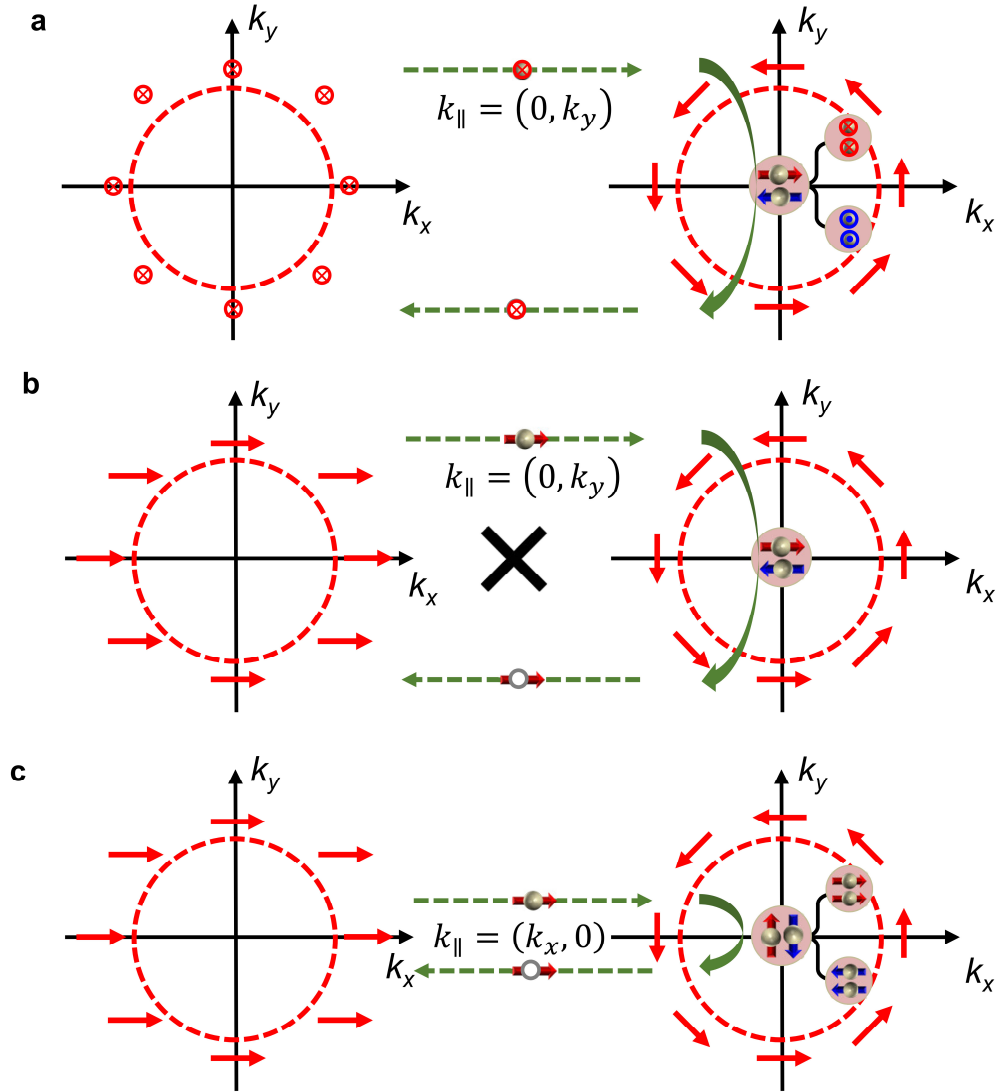 a
k_y
k_y
k_∥ = (0, k_y)
k_x
k_x
b
k_y
k_y
k_∥ = (0, k_y)
k_x
k_x
c
k_y
k_y
k_∥ = (k_x, 0)
k_x
k_x